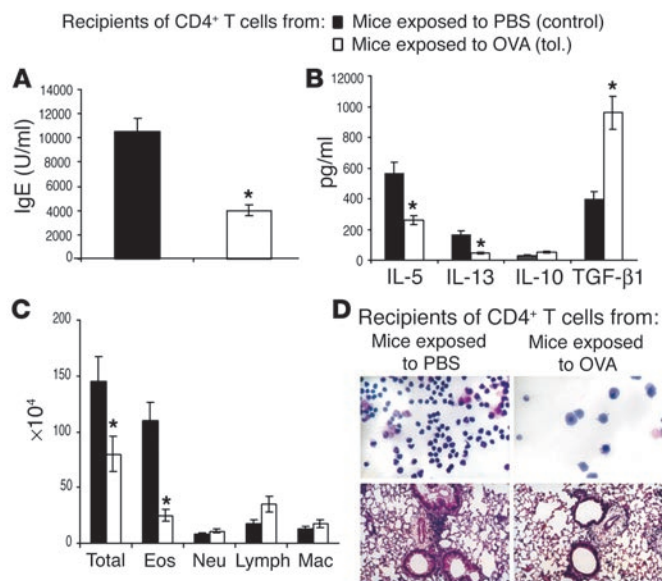 Recipients of CD4⁺ T cells from: ■ Mice exposed to PBS (control)
□ Mice exposed to OVA (tol.)
A
IgE (U/ml)
14000
12000
10000
8000
6000
4000
2000
0
*
B
pg/ml
1200
1000
800
600
400
200
0
* * *
IL-5 IL-13 IL-10 TGF-β1
C
×10⁴
200
150
100
50
0
* *
Total Eos Neu Lymph Mac
D Recipients of CD4⁺ T cells from:
Mice exposed to PBS
Mice exposed to OVA